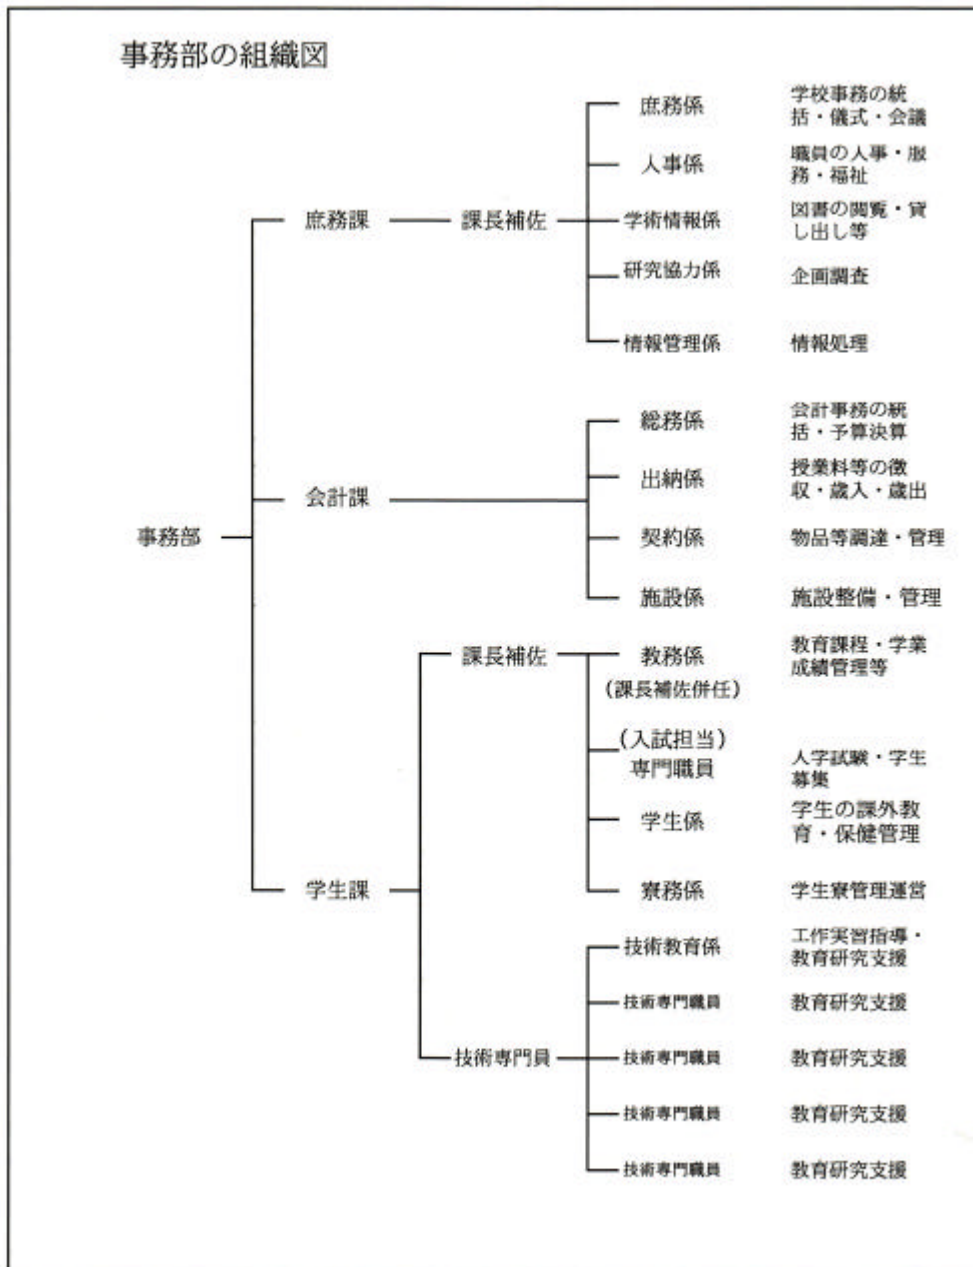 事務部の組織図
庶務係
学校事務の統
括・儀式・会議
人事係
職員の人事・服
務・福祉
庶務課
課長補佐
学術情報係
図書の閲覧・貸
し出し等
研究協力係
企画調査
情報管理係
情報処理
総務係
会計事務の統
括・予算決算
出納係
授業料等の徴
収・歳入・歳出
会計課
事務部
契約係
物品等調達・管理
施設係
施設整備・管理
課長補佐
教務係
(課長補佐併任)
教育課程・学業
成績管理等
(入試担当)
専門職員
入学試験・学生
募集
学生係
学生の課外教
育・保健管理
学生課
寮務係
学生寮管理運営
技術教育係
工作実習指導・
教育研究支援
技術専門職員
教育研究支援
技術専門員
技術専門職員
教育研究支援
技術専門職員
教育研究支援
技術専門職員
教育研究支援